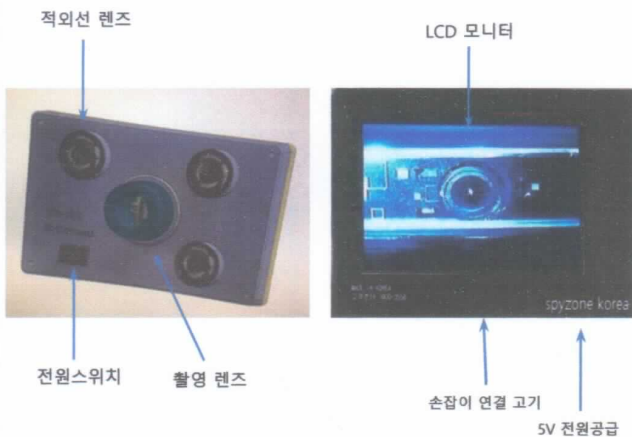 적외선 렌즈
LCD 모니터
spyzone korea
전원스위치
촬영 렌즈
손잡이 연결 고기
5V 전원공급